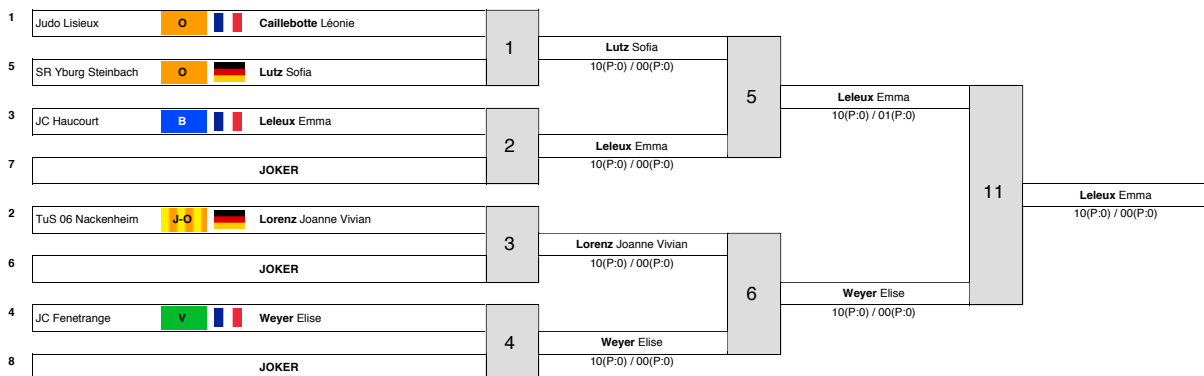 1 Judo Lisieux O Caillebotte Léonie
1
Lutz Sofia
10(P:0) / 00(P:0)
5 SR Yburg Steinbach O Lutz Sofia
5
Leleux Emma
10(P:0) / 01(P:0)
3 JC Haucourt B Leleux Emma
2
Leleux Emma
10(P:0) / 00(P:0)
7 JOKER
11
Leleux Emma
10(P:0) / 00(P:0)
2 TuS 06 Nackenheim J-O Lorenz Joanne Vivian
3
Lorenz Joanne Vivian
10(P:0) / 00(P:0)
6 JOKER
6
Weyer Elise
10(P:0) / 00(P:0)
4 JC Fenetrange V Weyer Elise
4
Weyer Elise
10(P:0) / 00(P:0)
8 JOKER